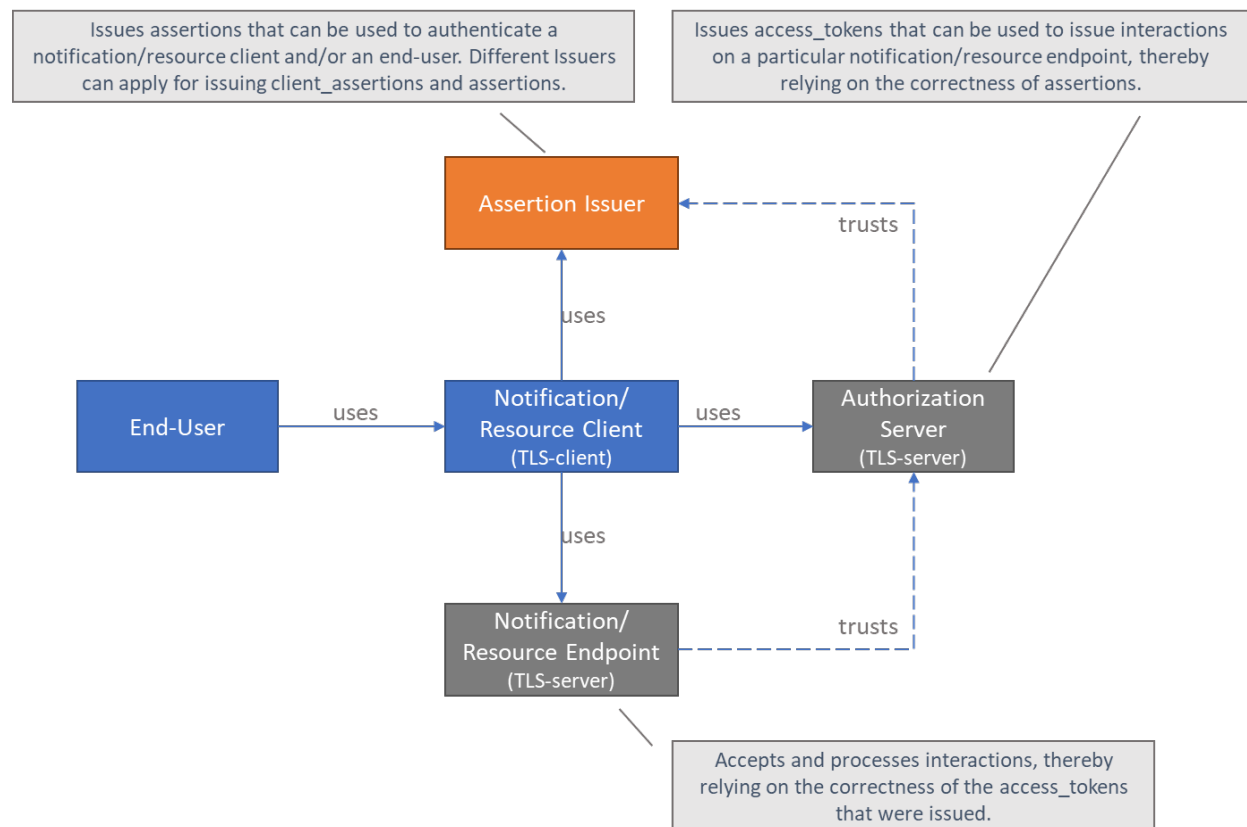 Issues assertions that can be used to authenticate a
notification/resource client and/or an end-user. Different Issuers
can apply for issuing client_assertions and assertions.
Issues access_tokens that can be used to issue interactions
on a particular notification/resource endpoint, thereby
relying on the correctness of assertions.
Assertion Issuer
trusts
uses
End-User
uses
Notification/
Resource Client
(TLS-client)
uses
Authorization
Server
(TLS-server)
uses
Notification/
Resource Endpoint
(TLS-server)
trusts
Accepts and processes interactions, thereby
relying on the correctness of the access_tokens
that were issued.